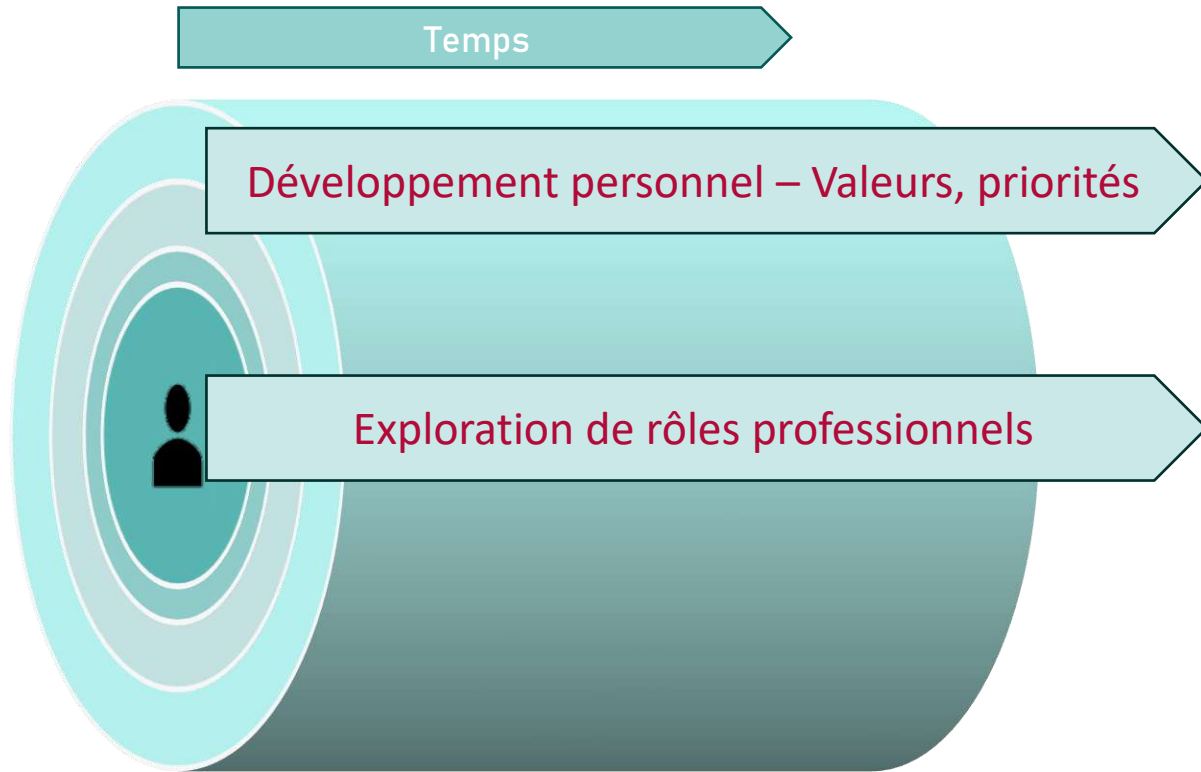 Temps
Développement personnel – Valeurs, priorités
Exploration de rôles professionnels